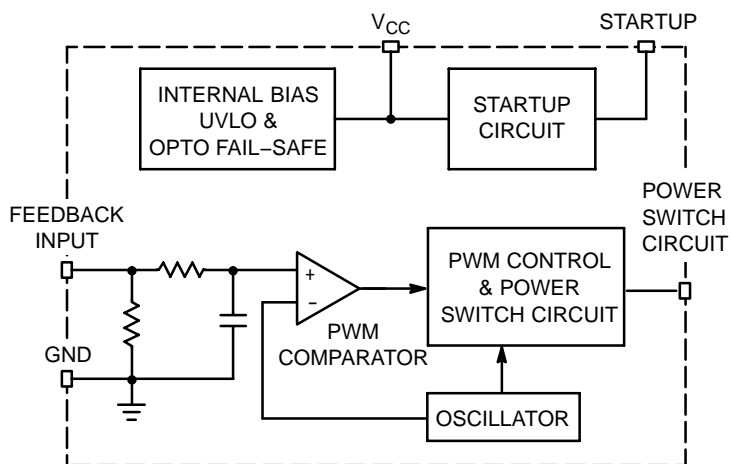 VCC
STARTUP
INTERNAL BIAS
UVLO &
OPTO FAIL–SAFE
STARTUP
CIRCUIT
FEEDBACK
INPUT
POWER
SWITCH
CIRCUIT
+
–
PWM
COMPARATOR
PWM CONTROL
& POWER
SWITCH CIRCUIT
GND
OSCILLATOR